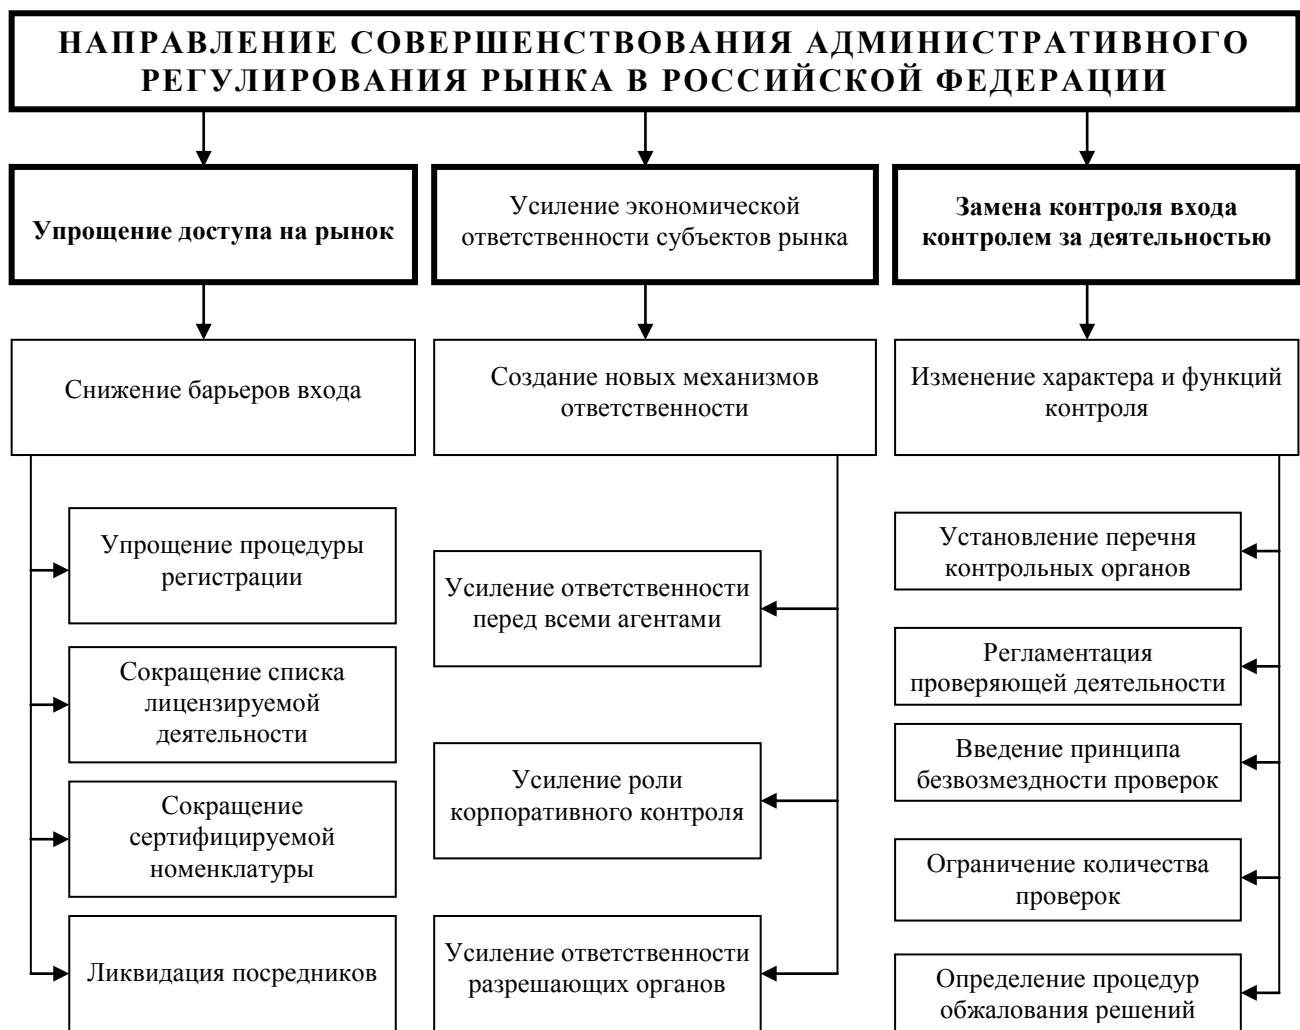 НАПРАВЛЕНИЕ СОВЕРШЕНСТВОВАНИЯ АДМИНИСТРАТИВНОГО
РЕГУЛИРОВАНИЯ РЫНКА В РОССИЙСКОЙ ФЕДЕРАЦИИ
Упрощение доступа на рынок
Усиление экономической
ответственности субъектов рынка
Замена контроля входа
контролем за деятельностью
Снижение барьеров входа
Создание новых механизмов
ответственности
Изменение характера и функций
контроля
Упрощение процедуры
регистрации
Сокращение списка
лицензируемой
деятельности
Сокращение
сертифицируемой
номенклатуры
Ликвидация посредников
Усиление ответственности
перед всеми агентами
Усиление роли
корпоративного контроля
Усиление ответственности
разрешающих органов
Установление перечня
контрольных органов
Регламентация
проверяющей деятельности
Введение принципа
безвозмездности проверок
Ограничение количества
проверок
Определение процедур
обжалования решений